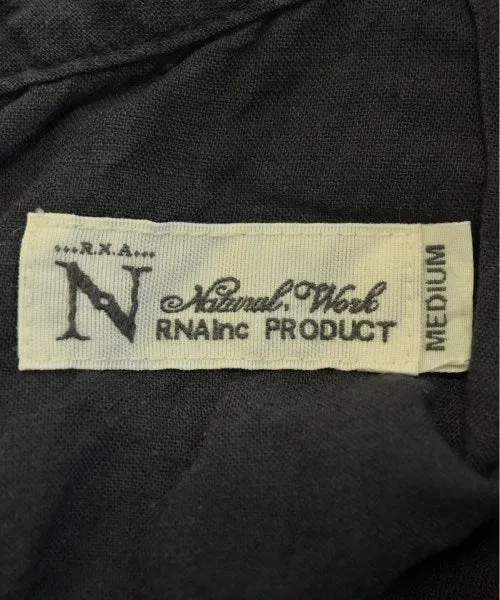 ...R.N.A...
N
Natural, Work
RNAInc PRODUCT
MEDIUM